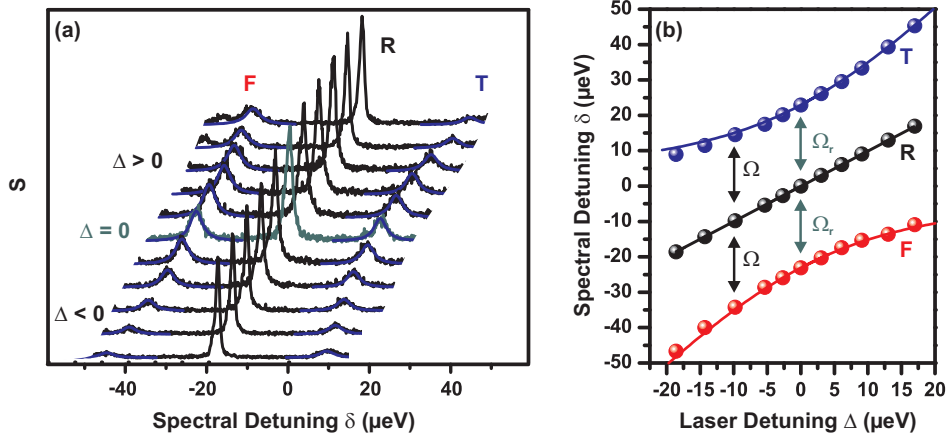 (a)
R
F
T
Δ > 0
Δ = 0
Δ < 0
S
-40 -20 0 20 40
Spectral Detuning δ (µeV)
(b)
50
40
30
20
10
0
-10
-20
-30
-40
-50
Spectral Detuning δ (µeV)
T
R
F
Ω
Ωr
Ω
Ωr
-20 -15 -10 -5 0 5 10 15 20
Laser Detuning Δ (µeV)